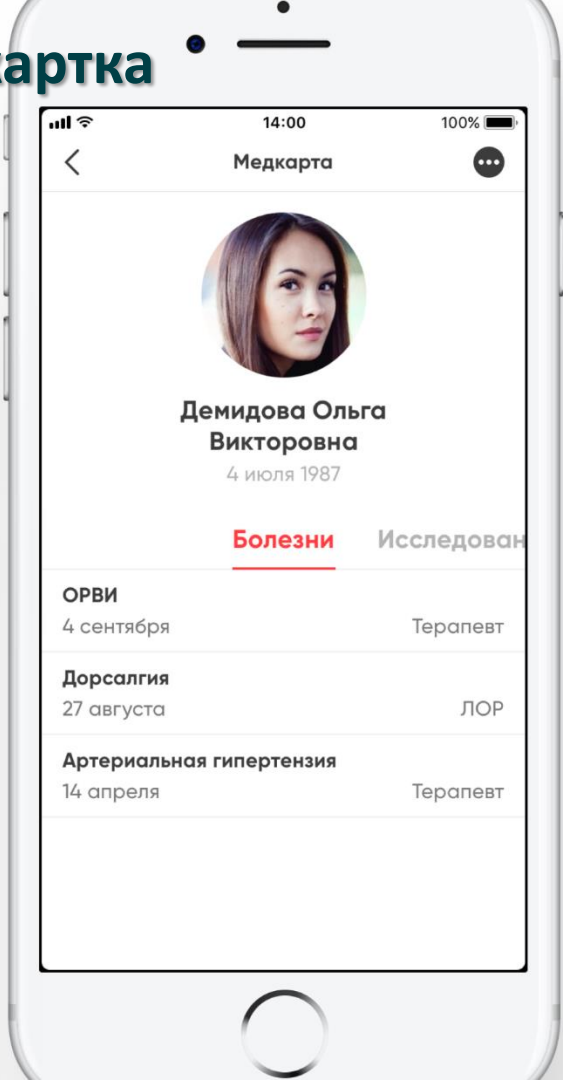 артка
14:00
100%
Медкарта
Демидова Ольга
Викторовна
4 июля 1987
Болезни Исследован
ОРВИ
4 сентября Терапевт
Дорсалгия
27 августа ЛОР
Артериальная гипертензия
14 апреля Терапевт